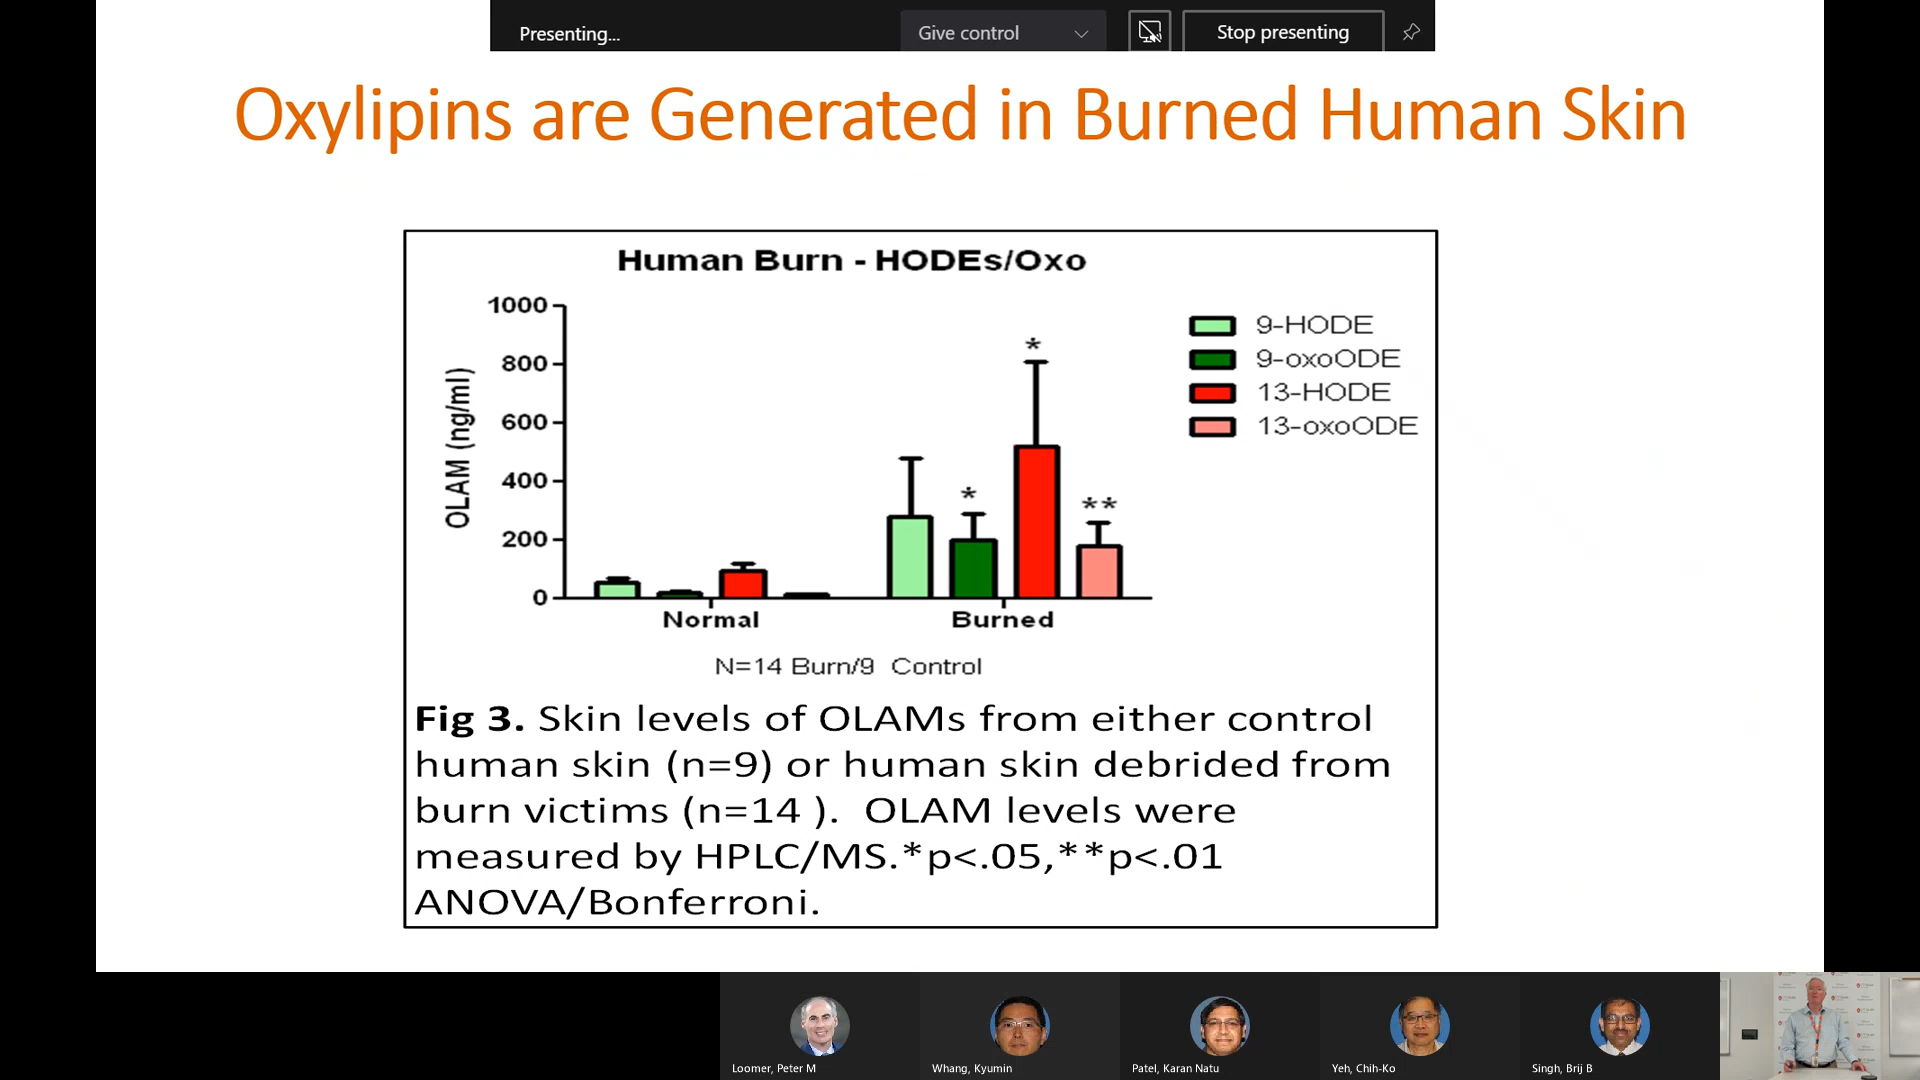 Presenting...
Give control
Stop presenting
Oxylipins are Generated in Burned Human Skin
Human Burn - HODEs/Oxo
1000
800
600
400
200
0
OLAM (ng/ml)
*
*
**
9-HODE
9-oxoODE
13-HODE
13-oxoODE
Normal
Burned
N=14 Burn/9 Control
Fig 3. Skin levels of OLAMs from either control
human skin (n=9) or human skin debrided from
burn victims (n=14 ). OLAM levels were
measured by HPLC/MS.*p<.05,**p<.01
ANOVA/Bonferroni.
Loomer, Peter M
Whang, Kyumin
Patel, Karan Natu
Yeh, Chih-Ko
Singh, Brij B